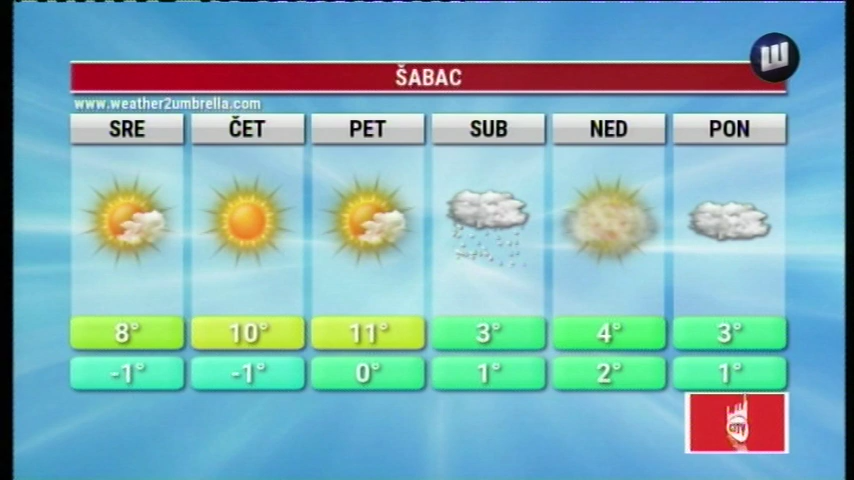 ŠABAC
Ш
www.weather2umbrella.com
SRE ČET PET SUB NED PON
8° 10° 11° 3° 4° 3°
-1° -1° 0° 1° 2° 1°
CITY